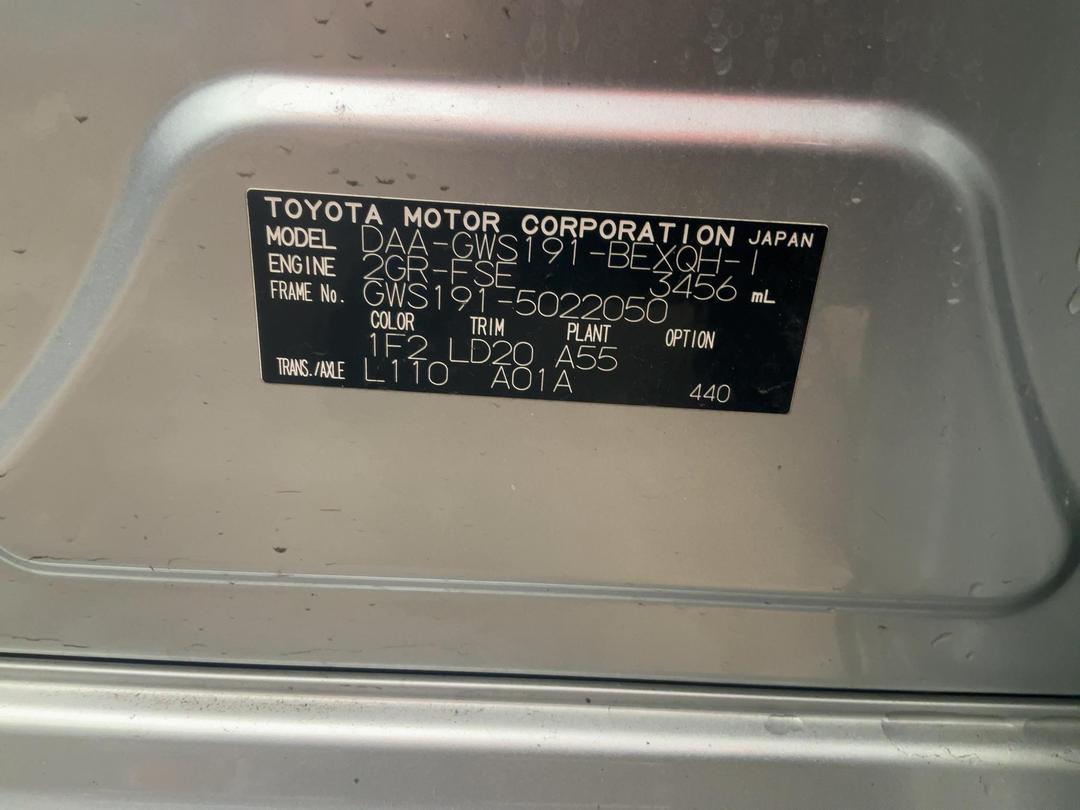 TOYOTA MOTOR CORPORATION JAPAN
MODEL DAA-GWS191-BEXQH-I
ENGINE 2GR-FSE 3456 mL
FRAME No. GWS191-5022050
COLOR TRIM PLANT OPTION
1F2 LD20 A55
TRANS./AXLE L110 A01A 440